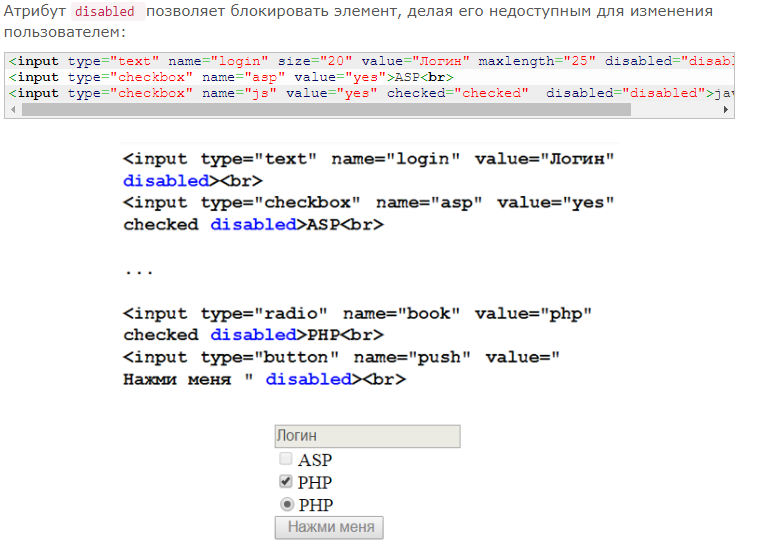 Атрибут disabled позволяет блокировать элемент, делая его недоступным для изменения
пользователем:
<input type="text" name="login" size="20" value="Логин" maxlength="25" disabled="disabl
<input type="checkbox" name="asp" value="yes">ASP<br>
<input type="checkbox" name="js" value="yes" checked="checked"  disabled="disabled">jav
<input type="text" name="login" value="Логин"
disabled><br>
<input type="checkbox" name="asp" value="yes"
checked disabled>ASP<br>
...
<input type="radio" name="book" value="php"
checked disabled>PHP<br>
<input type="button" name="push" value="
Нажми меня " disabled><br>
Логин
ASP
PHP
PHP
Нажми меня